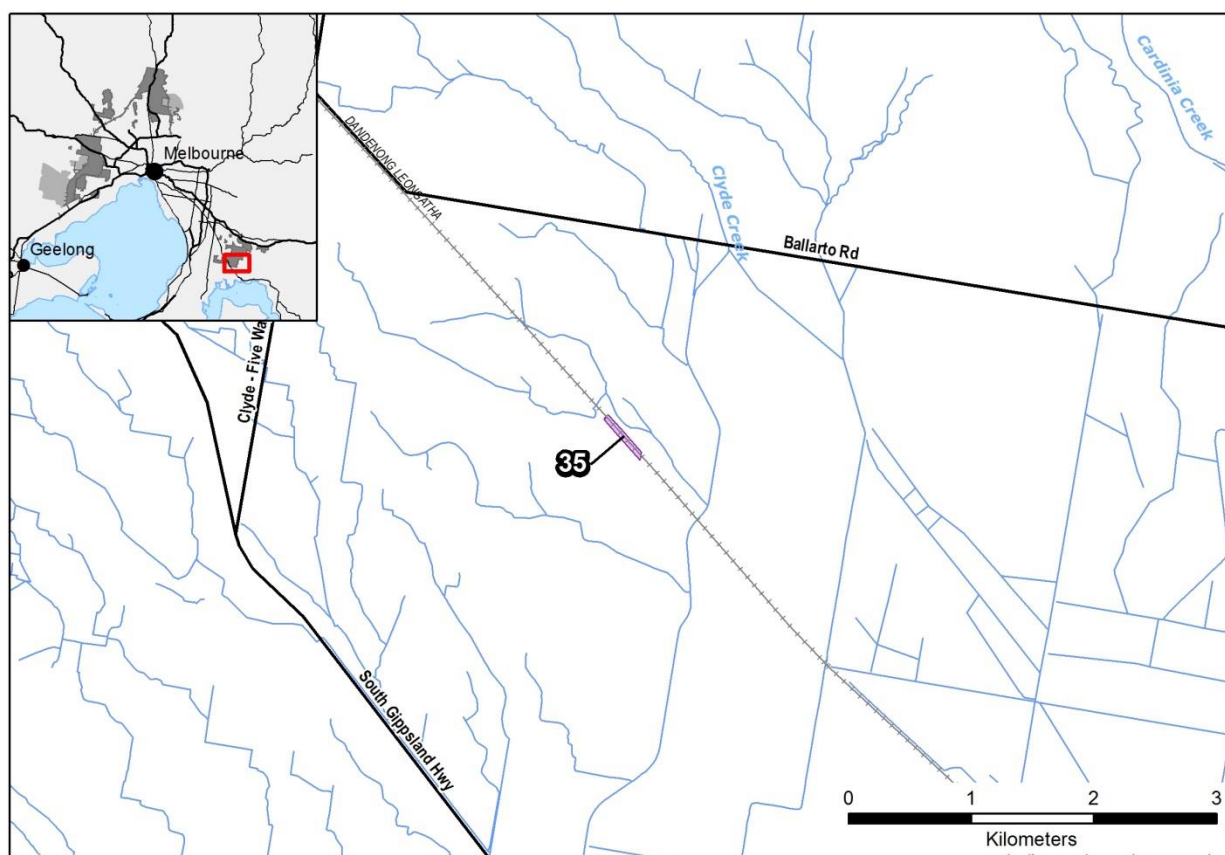 Melbourne
Geelong
DANDENONG LEONGATHA
Cardinia Creek
Clyde Creek
Ballarto Rd
Clyde - Five Wa
35
South Gippsland Hwy
0 1 2 3
Kilometers